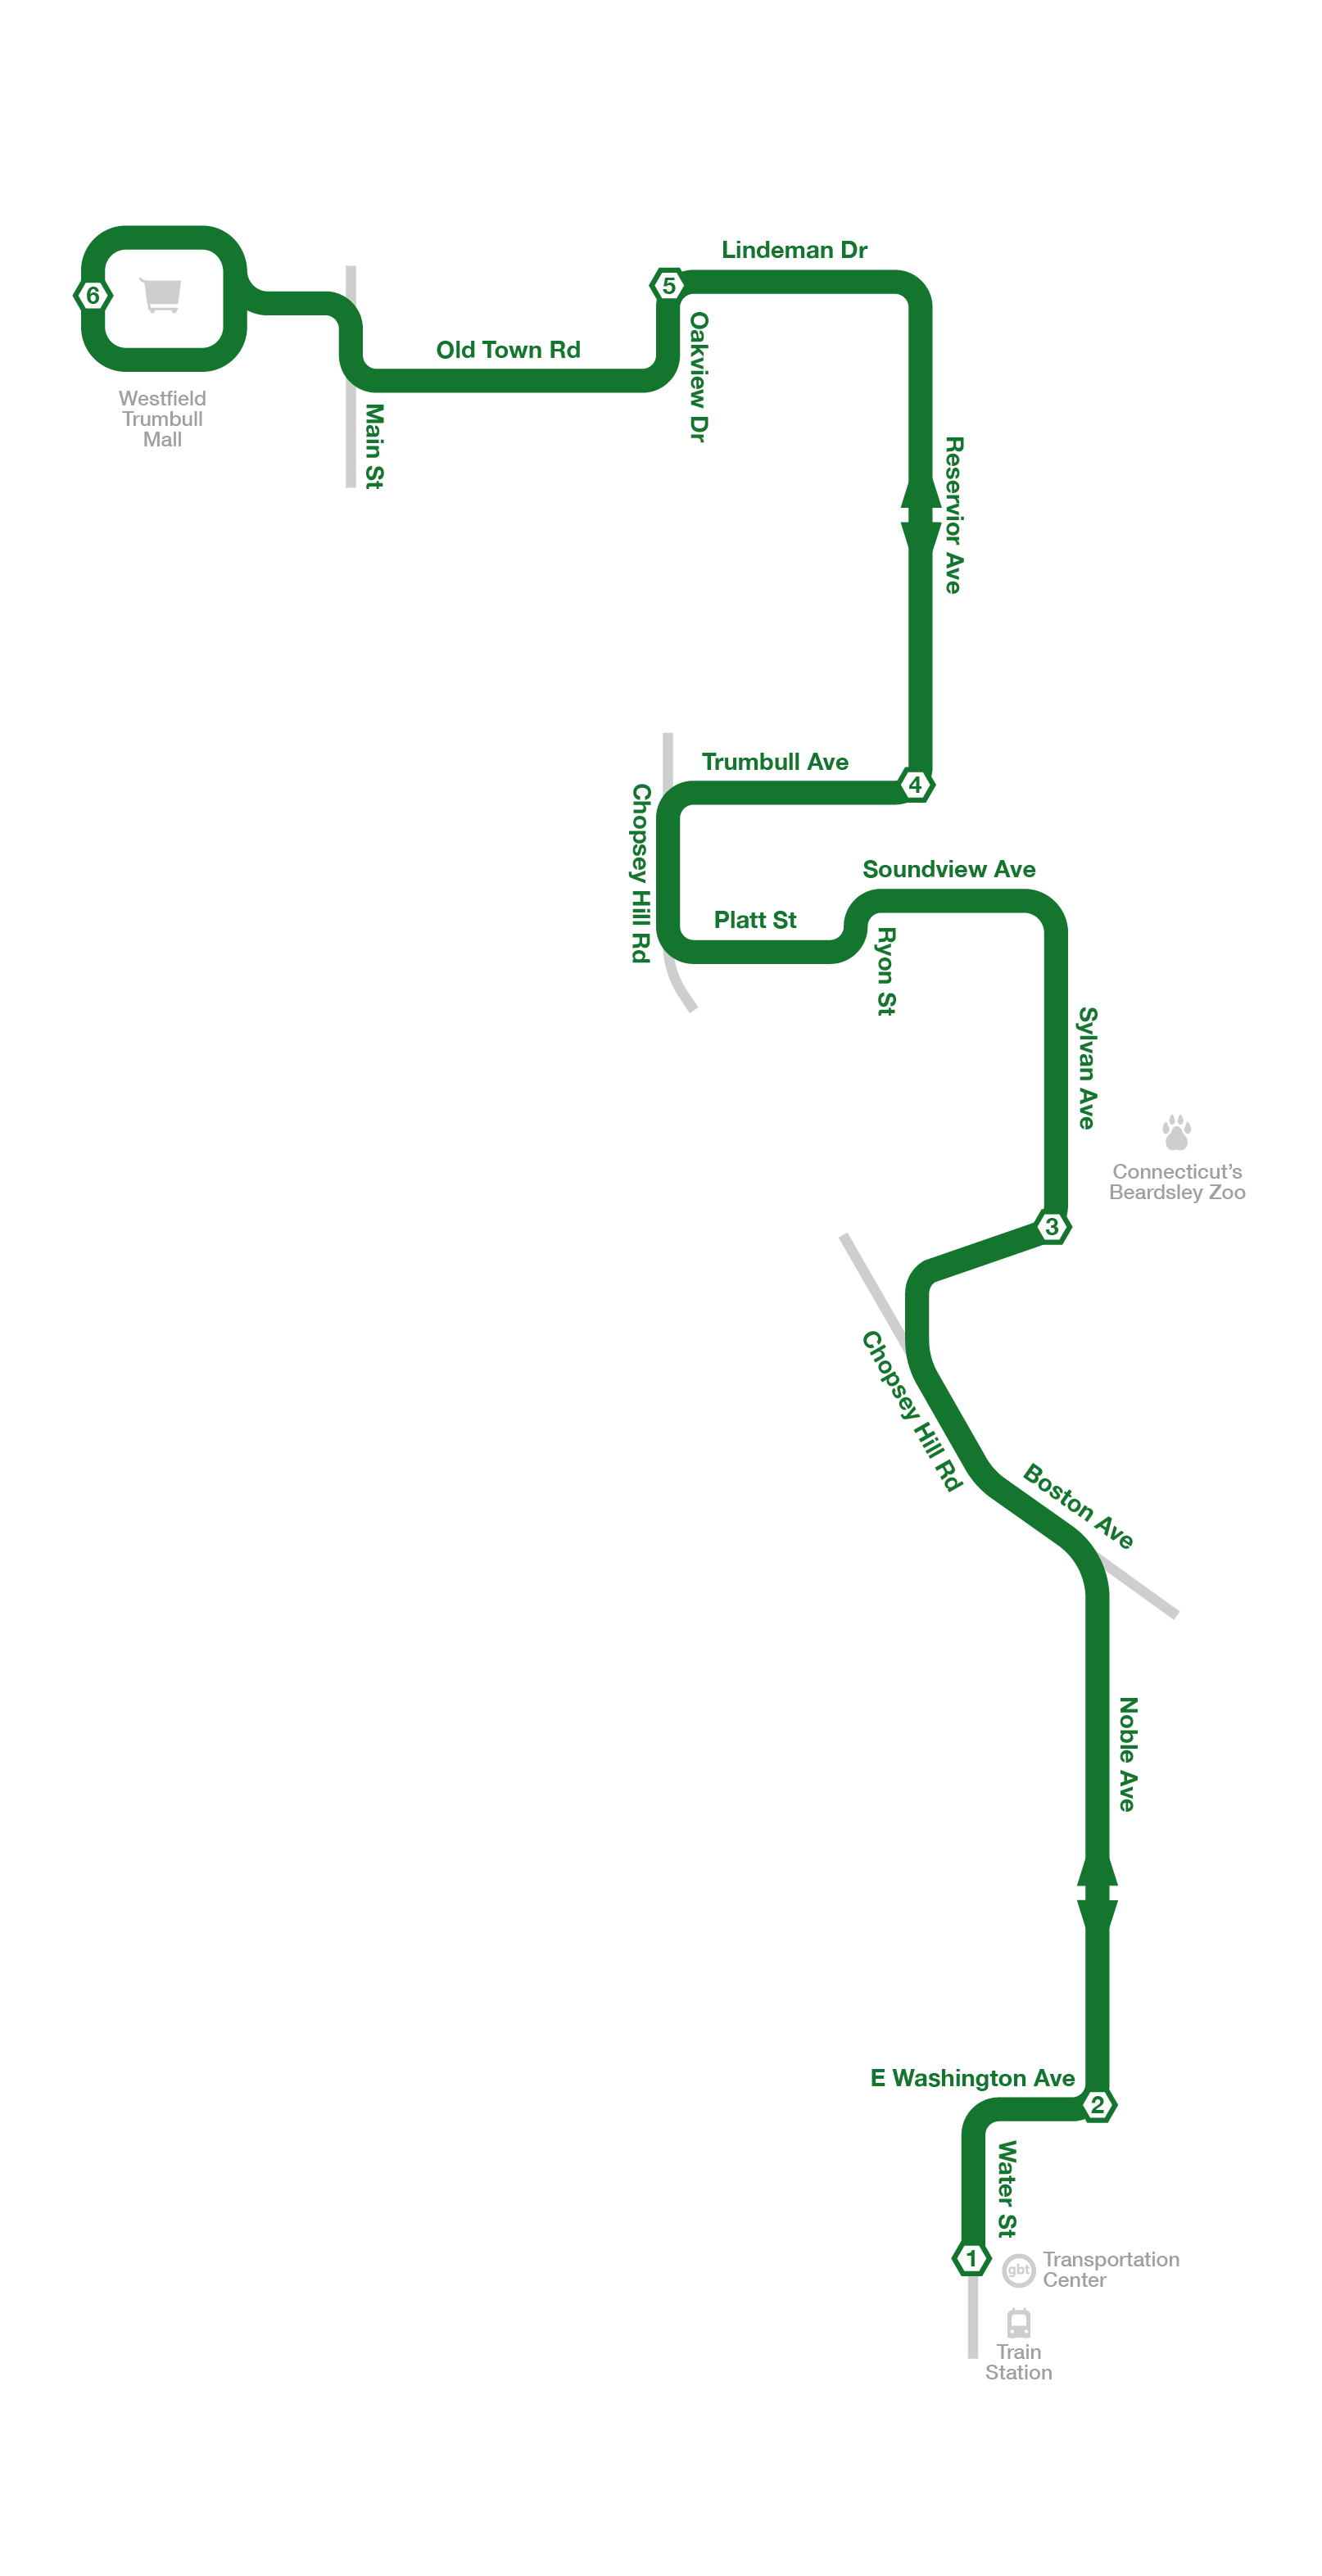 Lindeman Dr
6
5
Old Town Rd
Oakview Dr
Westfield
Trumbull
Mall
Main St
Reservior Ave
Trumbull Ave
4
Chopsey Hill Rd
Soundview Ave
Platt St
Ryon St
Sylvan Ave
Connecticut's
Beardsley Zoo
3
Chopsey Hill Rd
Boston Ave
Noble Ave
E Washington Ave
2
Water St
1
gbt
Transportation
Center
Train
Station